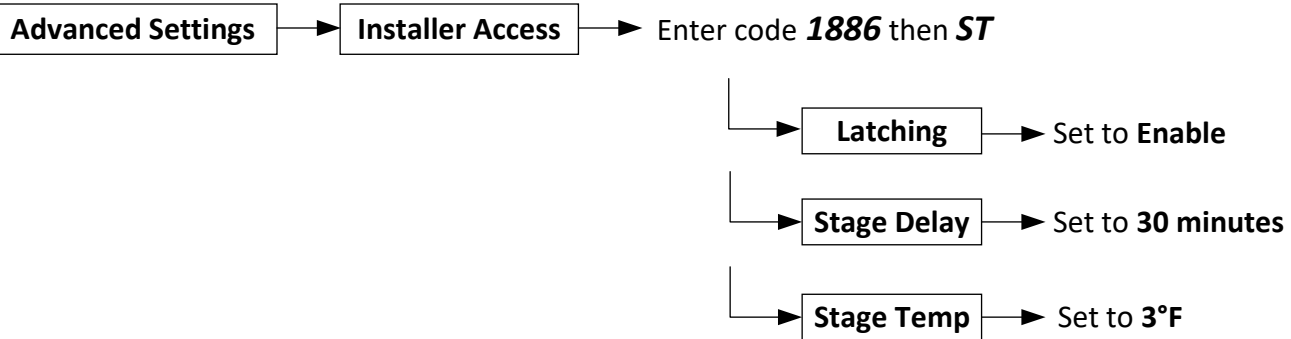 Advanced Settings Installer Access Enter code 1886 then ST
Latching Set to Enable
Stage Delay Set to 30 minutes
Stage Temp Set to 3°F